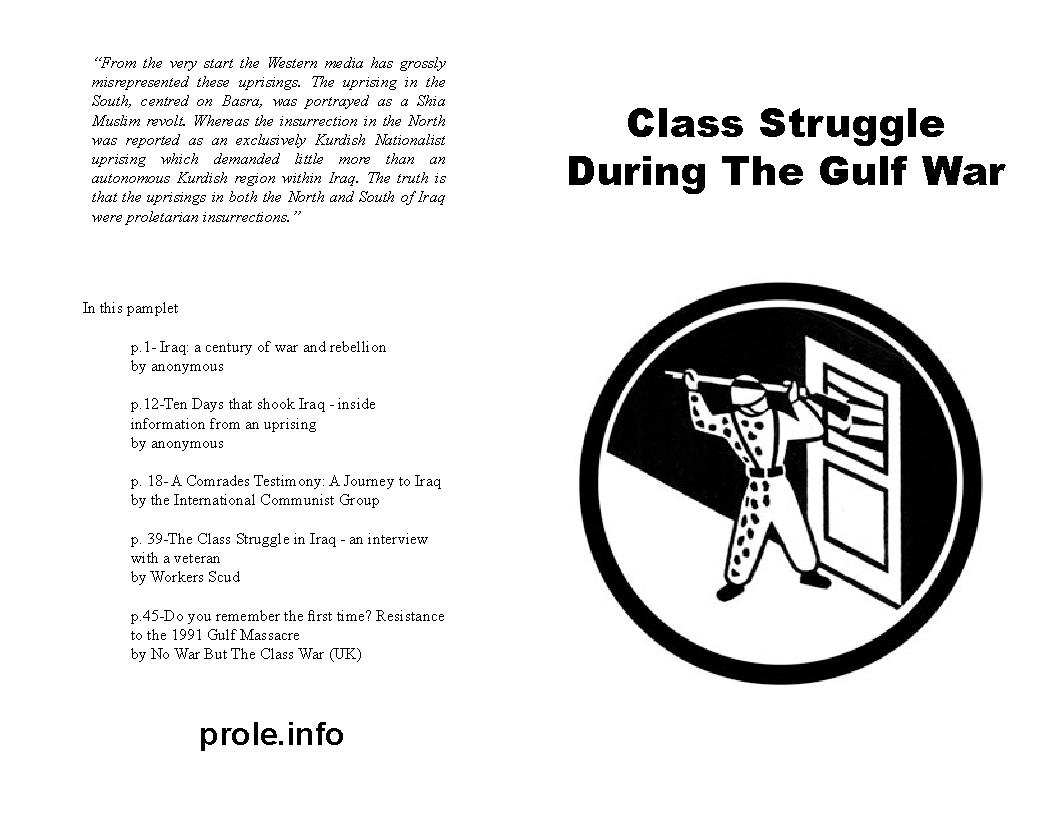 “From the very start the Western media has grossly
misrepresented these uprisings. The uprising in the
South, centred on Basra, was portrayed as a Shia
Muslim revolt. Whereas the insurrection in the North
was reported as an exclusively Kurdish Nationalist
uprising which demanded little more than an
autonomous Kurdish region within Iraq. The truth is
that the uprisings in both the North and South of Iraq
were proletarian insurrections.”
In this pamplet
p.1- Iraq: a century of war and rebellion
by anonymous
p.12-Ten Days that shook Iraq - inside
information from an uprising
by anonymous
p. 18- A Comrades Testimony: A Journey to Iraq
by the International Communist Group
p. 39-The Class Struggle in Iraq - an interview
with a veteran
by Workers Scud
p.45-Do you remember the first time? Resistance
to the 1991 Gulf Massacre
by No War But The Class War (UK)
prole.info
Class Struggle
During The Gulf War